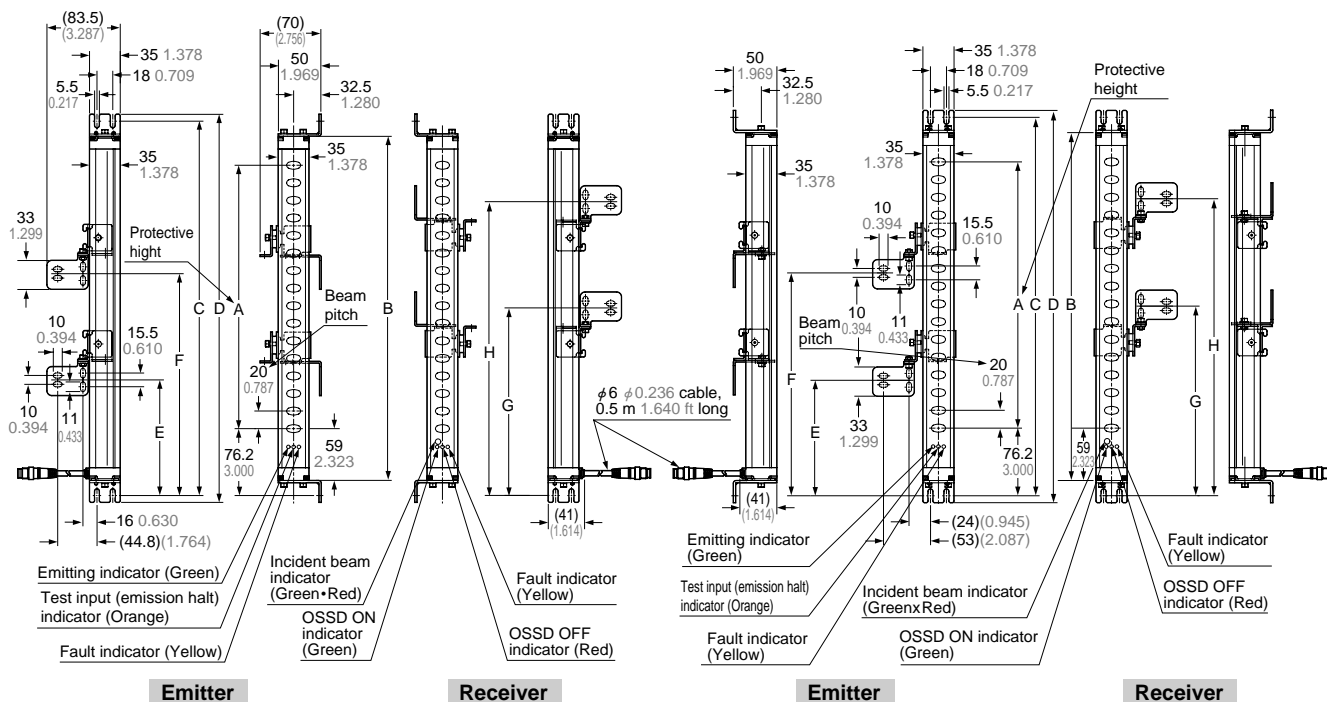 (83.5)
(3.287)
35 1.378
18 0.709
5.5
0.217
35
1.378
33
1.299
Protective
hight
C
D
A
F
10
0.394
15.5
0.610
10
0.394
11
0.433
E
16 0.630
(44.8)(1.764)
(70)
(2.756)
50
1.969
32.5
1.280
35
1.378
Beam
pitch
B
20
0.787
76.2
3.000
59
2.323
Emitting indicator (Green)
Test input (emission halt)
indicator (Orange)
Fault indicator (Yellow)
Incident beam
indicator
(Green•Red)
OSSD ON
indicator
(Green)
Fault indicator
(Yellow)
OSSD OFF
indicator (Red)
H
G
(41)
(1.614)
φ6 φ0.236 cable,
0.5 m 1.640 ft long
Emitter
Receiver
50
1.969
32.5
1.280
35
1.378
(41)
(1.614)
35 1.378
18 0.709
5.5 0.217
Protective
height
35
1.378
10
0.394
15.5
0.610
A
C
D
B
Beam
pitch
10
0.394
11
0.433
F
20
0.787
E
33
1.299
76.2
3.000
59
2.323
H
G
(24)(0.945)
(53)(2.087)
Emitting indicator
(Green)
Test input (emission halt)
indicator (Orange)
Fault indicator
(Yellow)
Incident beam indicator
(GreenxRed)
OSSD ON indicator
(Green)
Fault indicator
(Yellow)
OSSD OFF
indicator (Red)
Emitter
Receiver